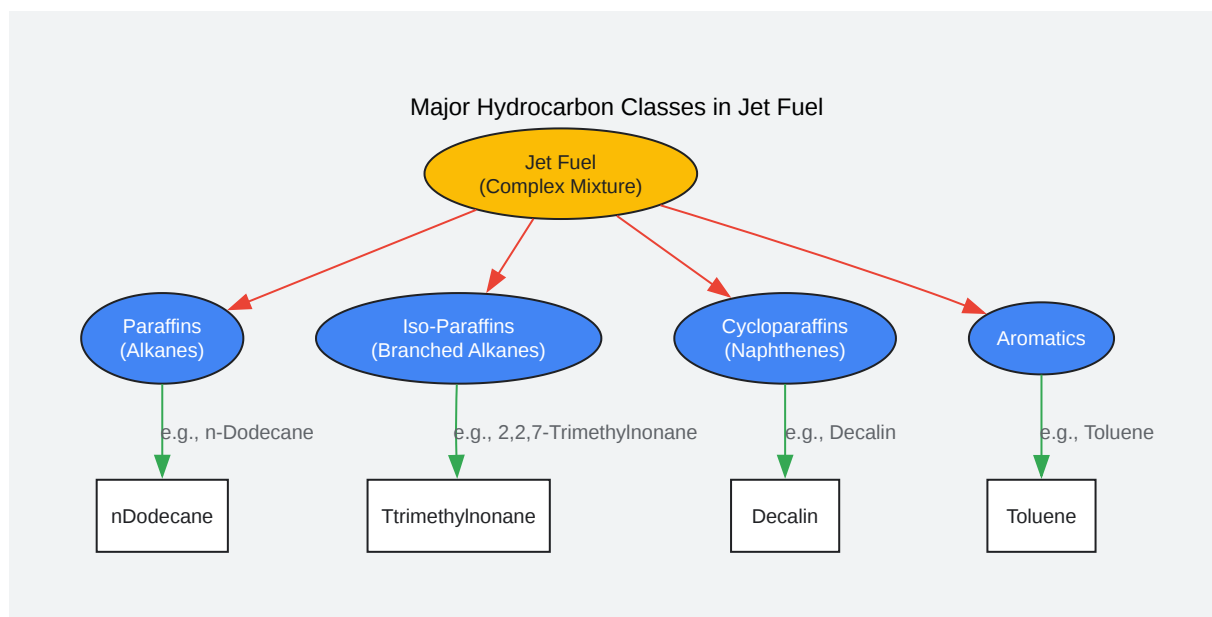 Major Hydrocarbon Classes in Jet Fuel
Jet Fuel
(Complex Mixture)
Paraffins
(Alkanes)
Iso-Paraffins
(Branched Alkanes)
Cycloparaffins
(Naphthenes)
Aromatics
e.g., n-Dodecane
e.g., 2,2,7-Trimethylnonane
e.g., Decalin
e.g., Toluene
nDodecane
Ttrimethylnonane
Decalin
Toluene